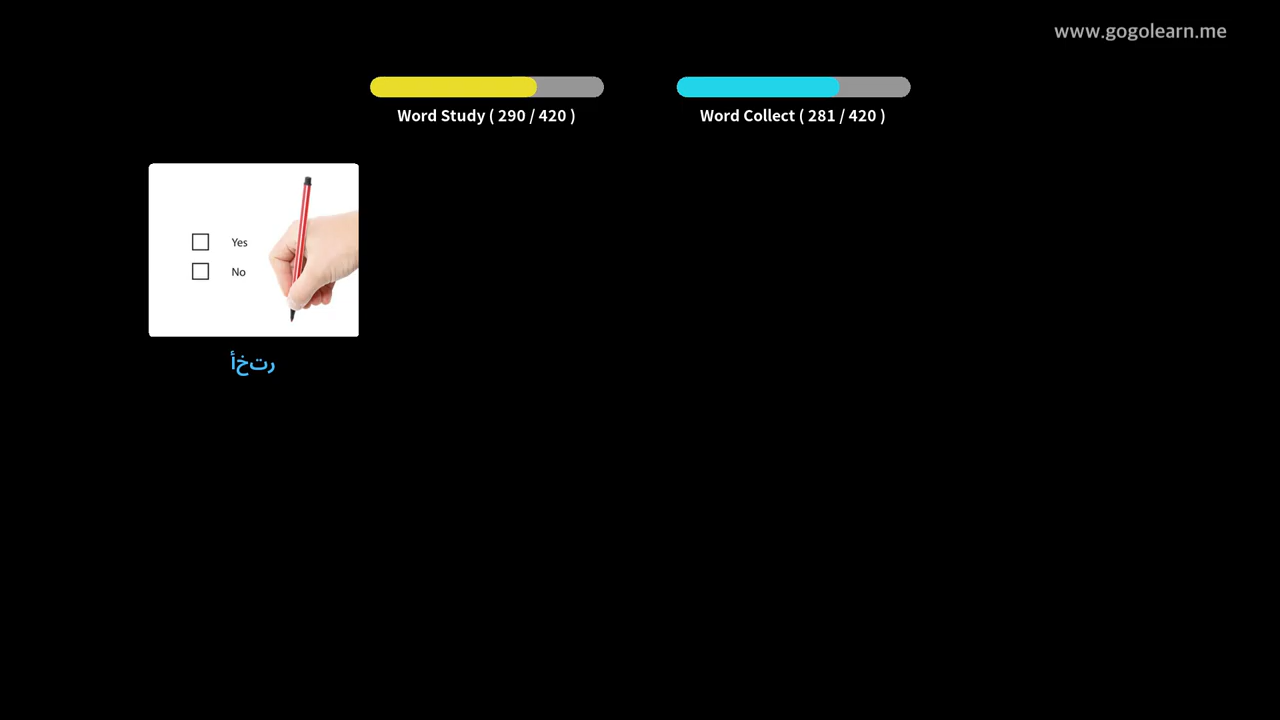 www.gogolearn.me
Word Study ( 290 / 420 )
Word Collect ( 281 / 420 )
Yes
No
رتخأ